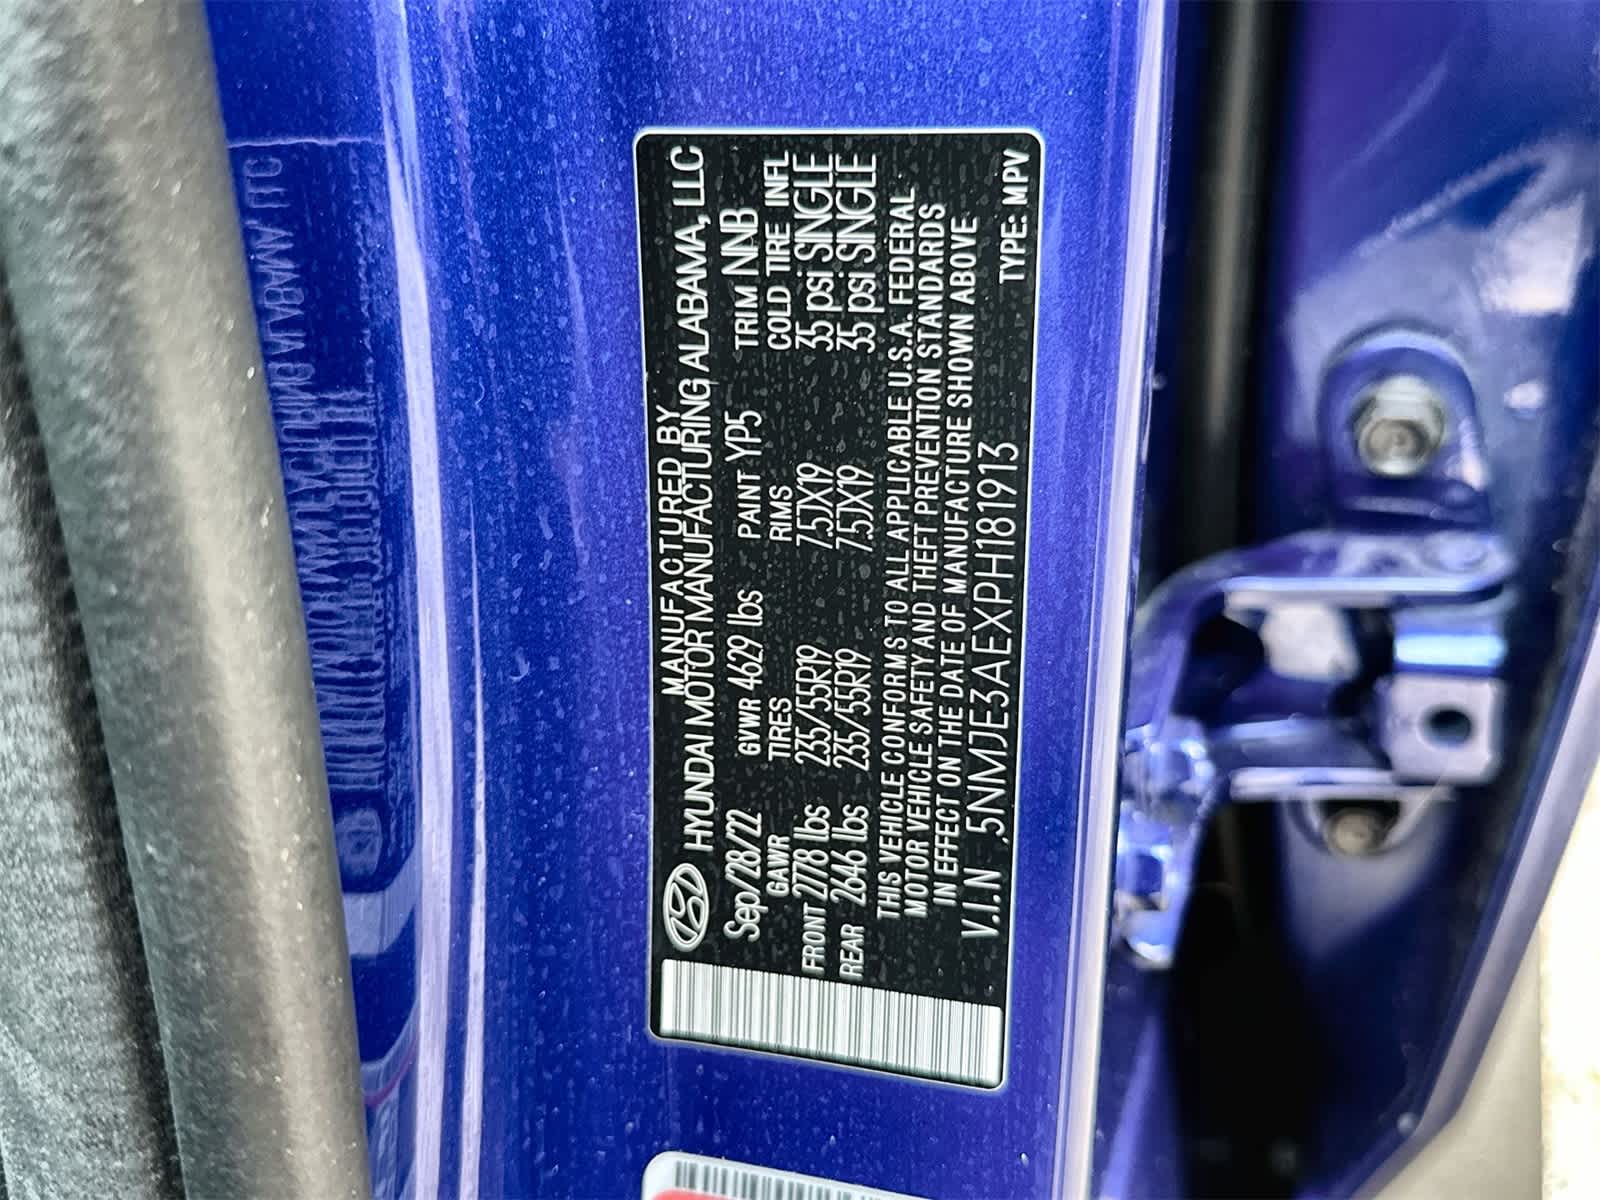 MANUFACTURED BY
HYUNDAI MOTOR MANUFACTURING ALABAMA, LLC
Sep/28/22 GVWR 4629 lbs PAINT YP5 TRIM NNB
GAWR TIRES RIMS COLD TIRE INFL
FRONT 2778 lbs 235/55R19 7.5JX19 35 psi SINGLE
REAR 2646 lbs 235/55R19 7.5JX19 35 psi SINGLE
THIS VEHICLE CONFORMS TO ALL APPLICABLE U.S.A. FEDERAL
MOTOR VEHICLE SAFETY AND THEFT PREVENTION STANDARDS
IN EFFECT ON THE DATE OF MANUFACTURE SHOWN ABOVE
V.I.N 5NMJE3AEXPH181913 TYPE: MPV